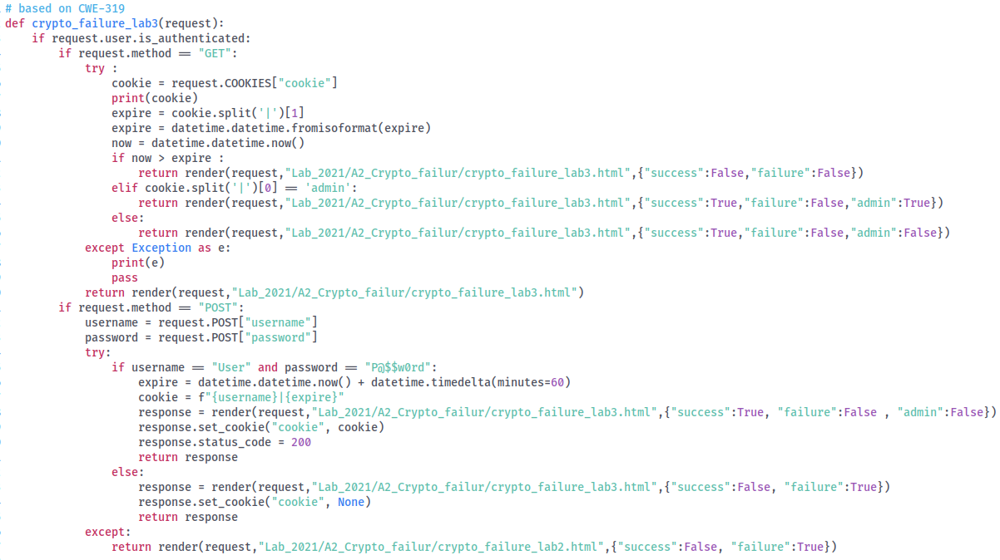 # based on CWE-319
def crypto_failure_lab3(request):
    if request.user.is_authenticated:
        if request.method == "GET":
            try :
                cookie = request.COOKIES["cookie"]
                print(cookie)
                expire = cookie.split('|')[1]
                expire = datetime.datetime.fromisoformat(expire)
                now = datetime.datetime.now()
                if now > expire :
                    return render(request,"Lab_2021/A2_Crypto_failur/crypto_failure_lab3.html",{"success":False,"failure":False})
                elif cookie.split('|')[0] == 'admin':
                    return render(request,"Lab_2021/A2_Crypto_failur/crypto_failure_lab3.html",{"success":True,"failure":False,"admin":True})
                else:
                    return render(request,"Lab_2021/A2_Crypto_failur/crypto_failure_lab3.html",{"success":True,"failure":False,"admin":False})
            except Exception as e:
                print(e)
                pass
            return render(request,"Lab_2021/A2_Crypto_failur/crypto_failure_lab3.html")
        if request.method == "POST":
            username = request.POST["username"]
            password = request.POST["password"]
            try:
                if username == "User" and password == "P@$$w0rd":
                    expire = datetime.datetime.now() + datetime.timedelta(minutes=60)
                    cookie = f"{username}|{expire}"
                    response = render(request,"Lab_2021/A2_Crypto_failur/crypto_failure_lab3.html",{"success":True, "failure":False , "admin":False})
                    response.set_cookie("cookie", cookie)
                    response.status_code = 200
                    return response
                else:
                    response = render(request,"Lab_2021/A2_Crypto_failur/crypto_failure_lab3.html",{"success":False, "failure":True})
                    response.set_cookie("cookie", None)
                    return response
            except:
                return render(request,"Lab_2021/A2_Crypto_failur/crypto_failure_lab2.html",{"success":False, "failure":True})